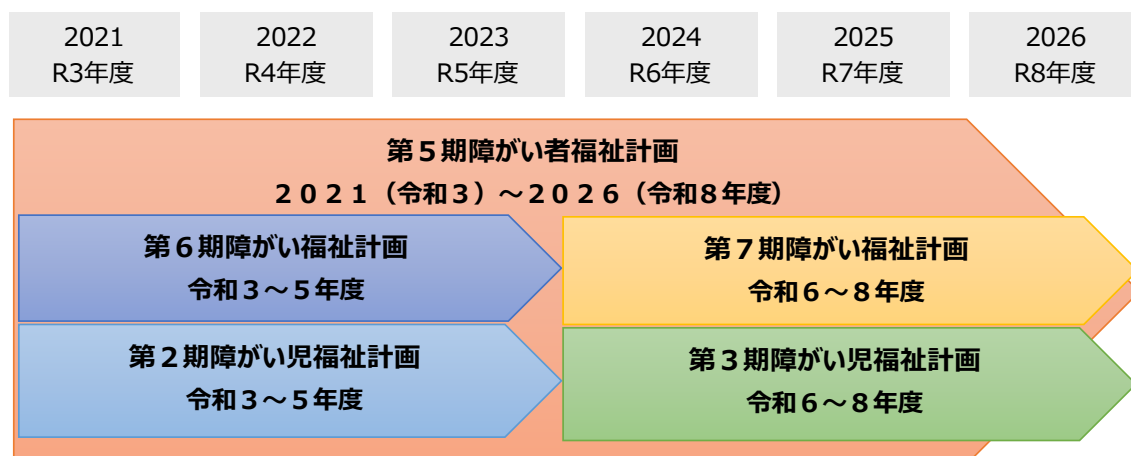 2021
R3年度
2022
R4年度
2023
R5年度
2024
R6年度
2025
R7年度
2026
R8年度
第５期障がい者福祉計画
２０２１（令和３）～２０２６（令和８年度）
第６期障がい福祉計画
令和３～５年度
第７期障がい福祉計画
令和６～８年度
第２期障がい児福祉計画
令和３～５年度
第３期障がい児福祉計画
令和６～８年度